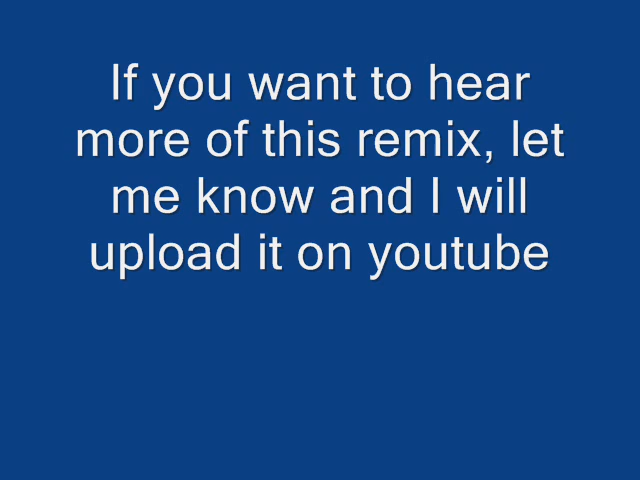 If you want to hear
more of this remix, let
me know and I will
upload it on youtube